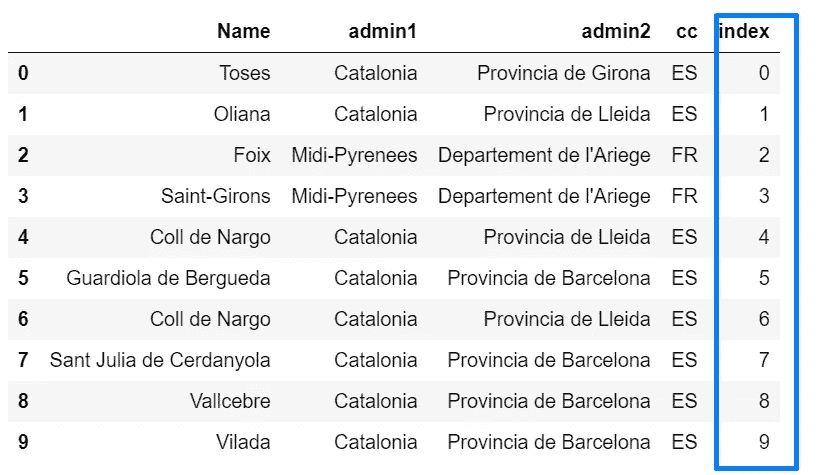 Name admin1 admin2 cc index
0 Toses Catalonia Provincia de Girona ES 0
1 Oliana Catalonia Provincia de Lleida ES 1
2 Foix Midi-Pyrenees Departement de l'Ariege FR 2
3 Saint-Girons Midi-Pyrenees Departement de l'Ariege FR 3
4 Coll de Nargo Catalonia Provincia de Lleida ES 4
5 Guardiola de Bergueda Catalonia Provincia de Barcelona ES 5
6 Coll de Nargo Catalonia Provincia de Lleida ES 6
7 Sant Julia de Cerdanyola Catalonia Provincia de Barcelona ES 7
8 Vallcebre Catalonia Provincia de Barcelona ES 8
9 Vilada Catalonia Provincia de Barcelona ES 9